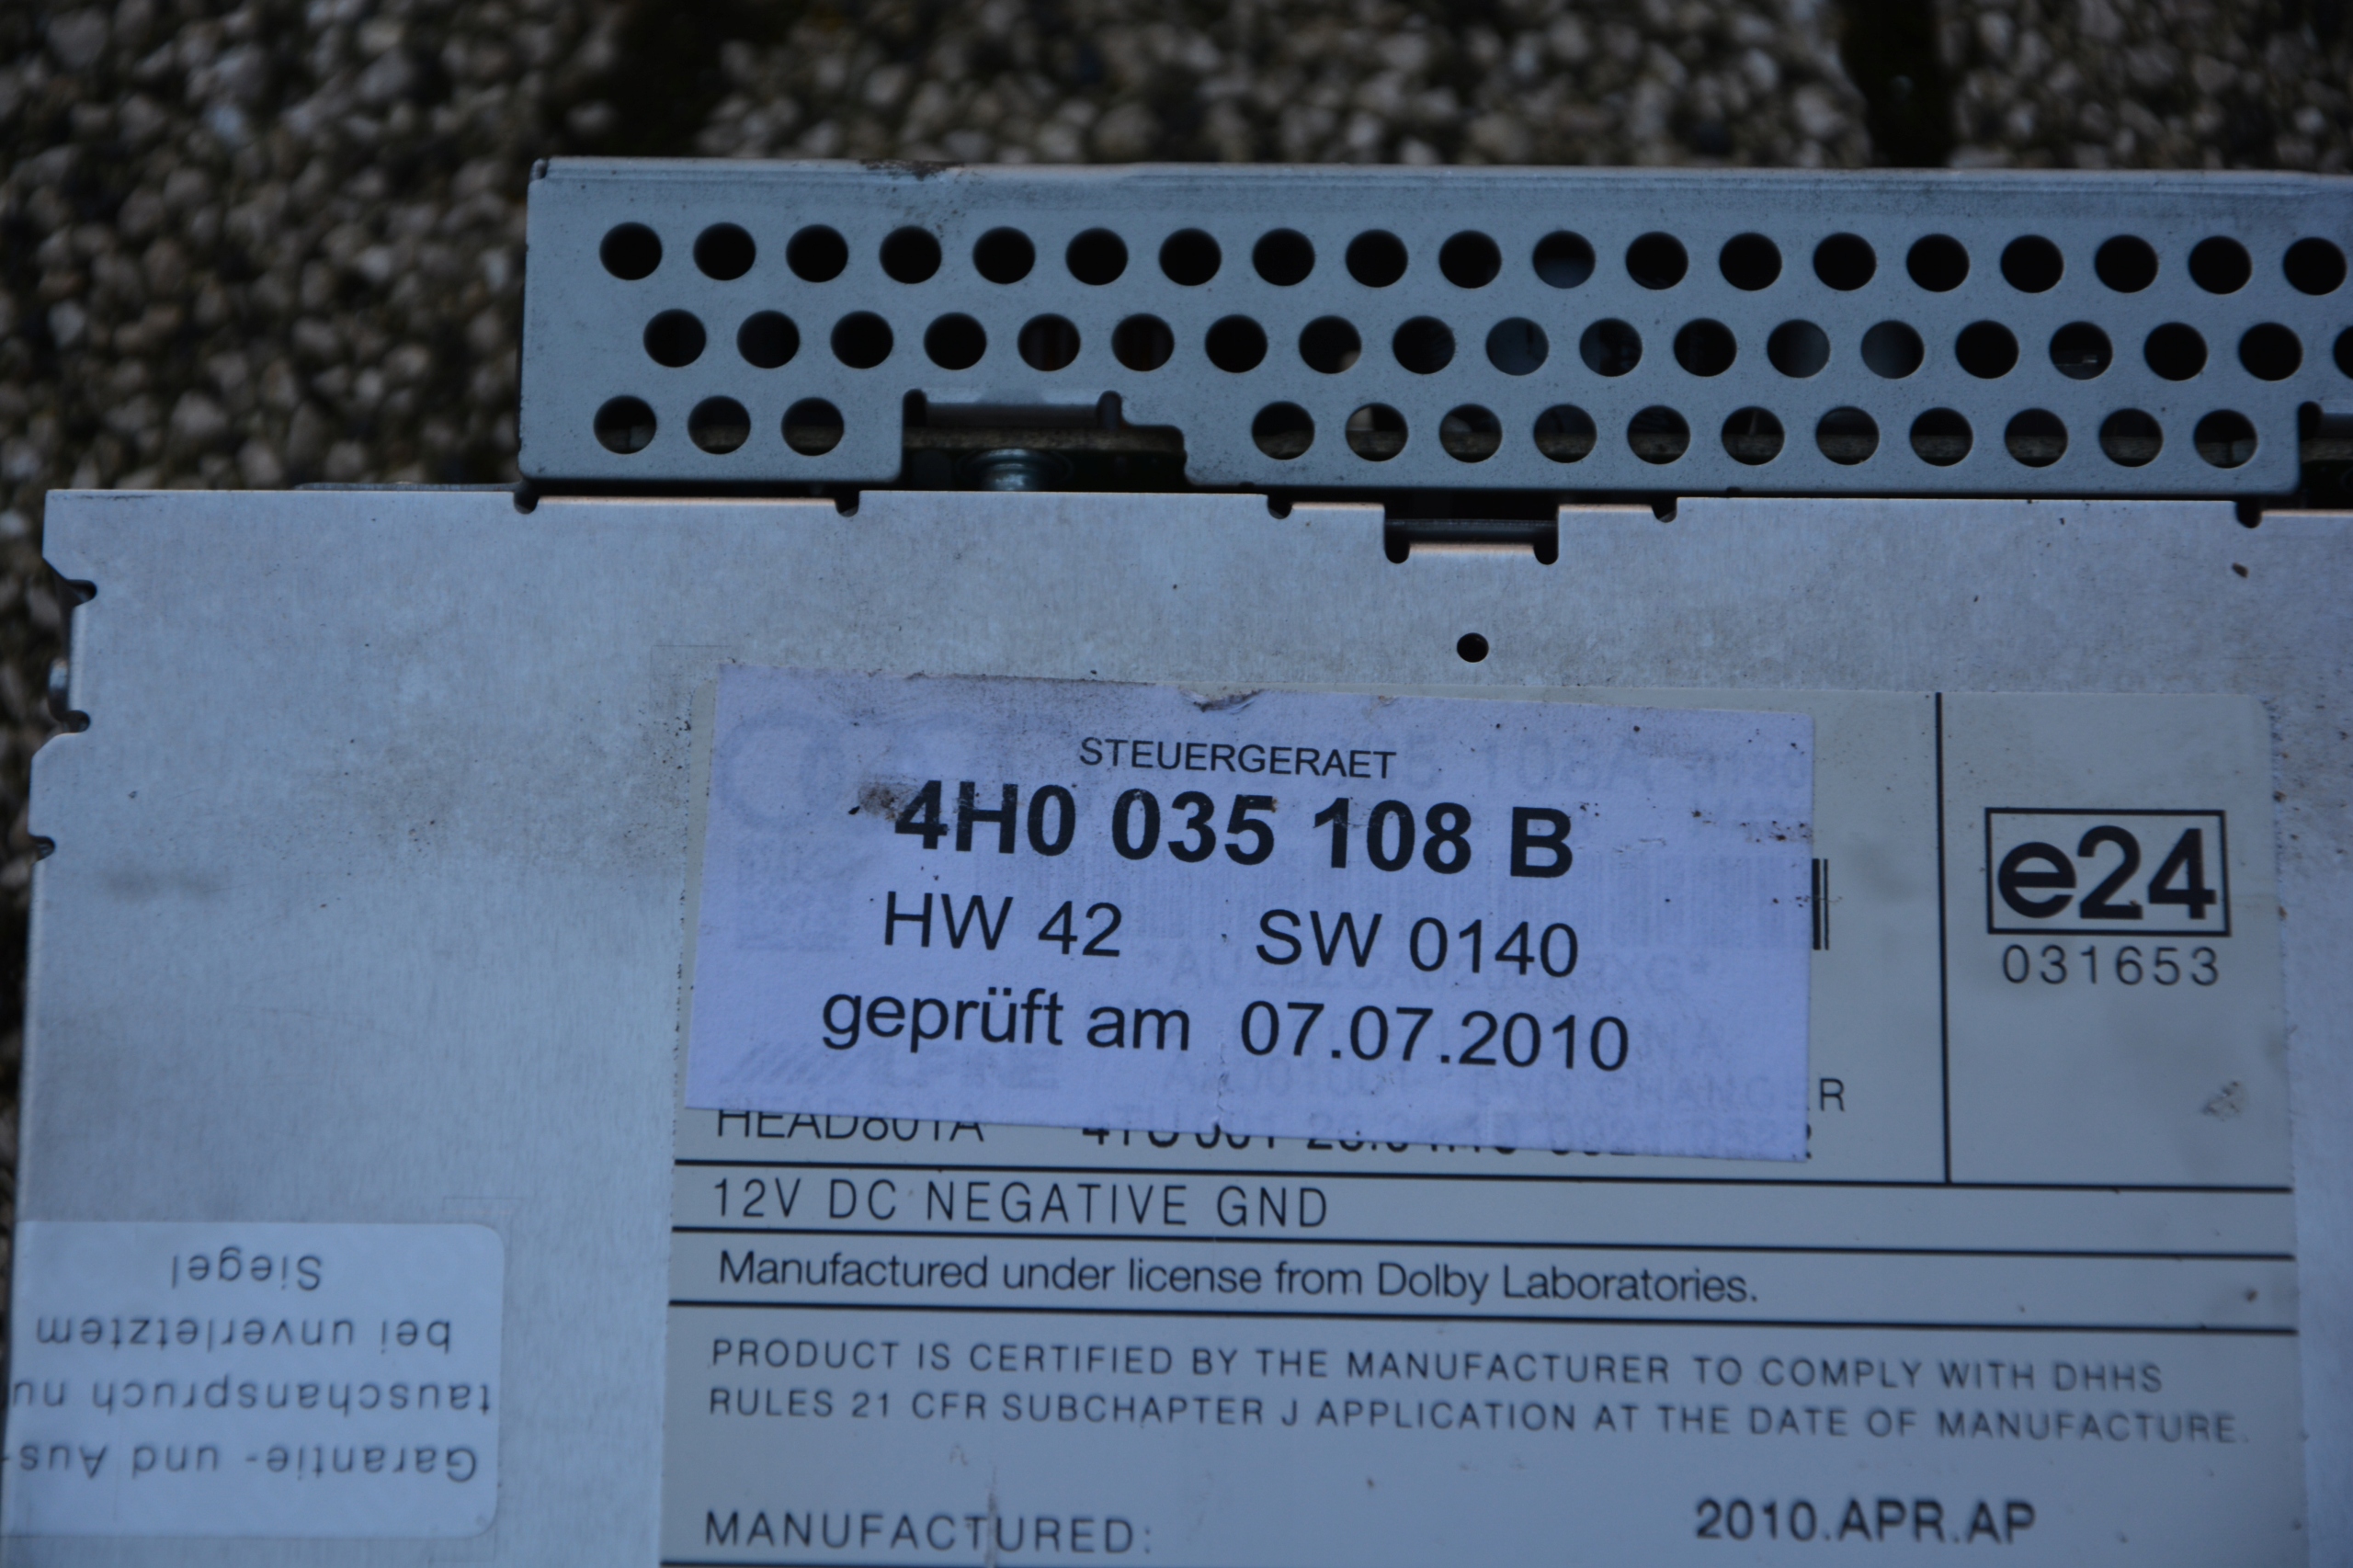 STEUERGERAET
4H0 035 108 B
HW 42 SW 0140
geprüft am 07.07.2010
e24
031653
HEAD801A
12V DC NEGATIVE GND
Manufactured under license from Dolby Laboratories.
PRODUCT IS CERTIFIED BY THE MANUFACTURER TO COMPLY WITH DHHS
RULES 21 CFR SUBCHAPTER J APPLICATION AT THE DATE OF MANUFACTURE.
MANUFACTURED: 2010.APR.AP
Garantie- und Aus-
tauschanspruch nu
bei unverletztem
Siegel